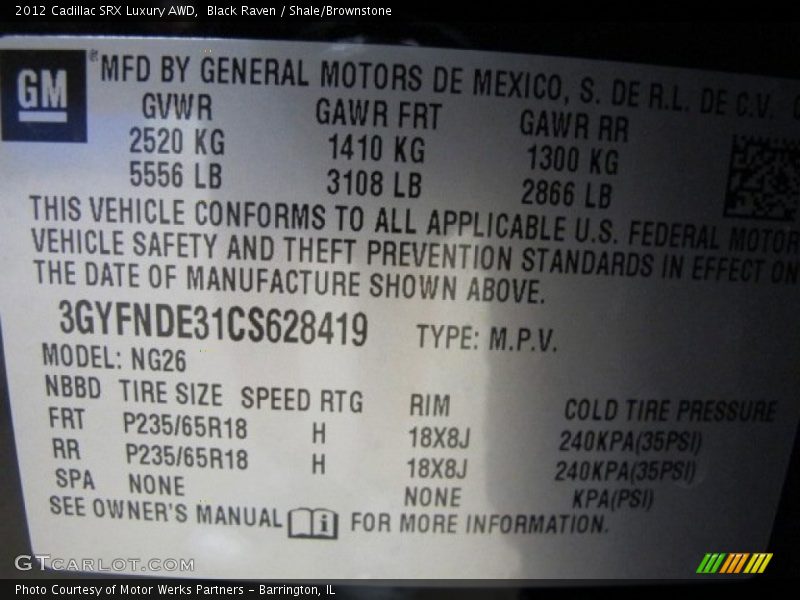 2012 Cadillac SRX Luxury AWD,  Black Raven / Shale/Brownstone
GM
MFD BY GENERAL MOTORS DE MEXICO, S. DE R.L. DE C.V.
GVWR GAWR FRT GAWR RR
2520 KG 1410 KG 1300 KG
5556 LB 3108 LB 2866 LB
THIS VEHICLE CONFORMS TO ALL APPLICABLE U.S. FEDERAL MOTOR
VEHICLE SAFETY AND THEFT PREVENTION STANDARDS IN EFFECT ON
THE DATE OF MANUFACTURE SHOWN ABOVE.
3GYFNDE31CS628419 TYPE: M.P.V.
MODEL: NG26
NBBD TIRE SIZE SPEED RTG RIM COLD TIRE PRESSURE
FRT P235/65R18 H 18X8J 240KPA(35PSI)
RR P235/65R18 H 18X8J 240KPA(35PSI)
SPA NONE NONE KPA(PSI)
SEE OWNER'S MANUAL i FOR MORE INFORMATION.
GTCARLOT.COM
Photo Courtesy of Motor Werks Partners - Barrington, IL